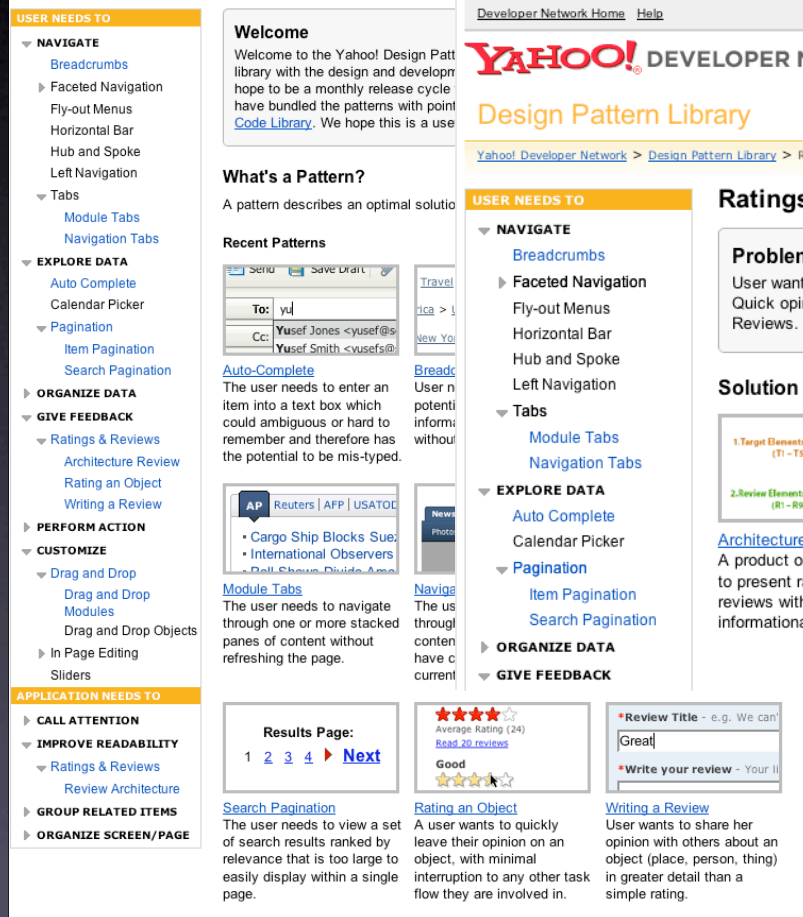 USER NEEDS TO
NAVIGATE
Breadcrumbs
Faceted Navigation
Fly-out Menus
Horizontal Bar
Hub and Spoke
Left Navigation
Tabs
Module Tabs
Navigation Tabs
EXPLORE DATA
Auto Complete
Calendar Picker
Pagination
Item Pagination
Search Pagination
ORGANIZE DATA
GIVE FEEDBACK
Ratings & Reviews
Architecture Review
Rating an Object
Writing a Review
PERFORM ACTION
CUSTOMIZE
Drag and Drop
Drag and Drop
Modules
Drag and Drop Objects
In Page Editing
Sliders
APPLICATION NEEDS TO
CALL ATTENTION
IMPROVE READABILITY
Ratings & Reviews
Review Architecture
GROUP RELATED ITEMS
ORGANIZE SCREEN/PAGE
Welcome
Welcome to the Yahoo! Design Patt
library with the design and developm
hope to be a monthly release cycle
have bundled the patterns with point
Code Library. We hope this is a use
What's a Pattern?
A pattern describes an optimal solutio
Recent Patterns
Send Save Draft
To: yu
Cc: Yusef Jones <yusef@s
Yusef Smith <yusefs@
Auto-Complete
The user needs to enter an
item into a text box which
could ambiguous or hard to
remember and therefore has
the potential to be mis-typed.
Travel
ica >
New Yo
Breadc
User n
potenti
informa
withou
AP Reuters | AFP | USATOD
• Cargo Ship Blocks Suez
• International Observers
• Poll Shows Divide Amo
Module Tabs
The user needs to navigate
through one or more stacked
panes of content without
refreshing the page.
News
Photo
Naviga
The us
through
conten
have c
current
Results Page:
1 2 3 4 Next
Search Pagination
The user needs to view a set
of search results ranked by
relevance that is too large to
easily display within a single
page.
Average Rating (24)
Read 20 reviews
Good
Rating an Object
A user wants to quickly
leave their opinion on an
object, with minimal
interruption to any other task
flow they are involved in.
*Review Title - e.g. We can'
Great
*Write your review - Your li
Writing a Review
User wants to share her
opinion with others about an
object (place, person, thing)
in greater detail than a
simple rating.
Developer Network Home Help
YAHOO! DEVELOPER N
Design Pattern Library
Yahoo! Developer Network > Design Pattern Library > R
USER NEEDS TO
NAVIGATE
Breadcrumbs
Faceted Navigation
Fly-out Menus
Horizontal Bar
Hub and Spoke
Left Navigation
Tabs
Module Tabs
Navigation Tabs
EXPLORE DATA
Auto Complete
Calendar Picker
Pagination
Item Pagination
Search Pagination
ORGANIZE DATA
GIVE FEEDBACK
Ratings
Problem
User want
Quick opi
Reviews.
Solution
1.Target Elements
(T1 – T5
2.Review Elements
(R1 – R9
Architecture
A product o
to present ra
reviews with
informationa